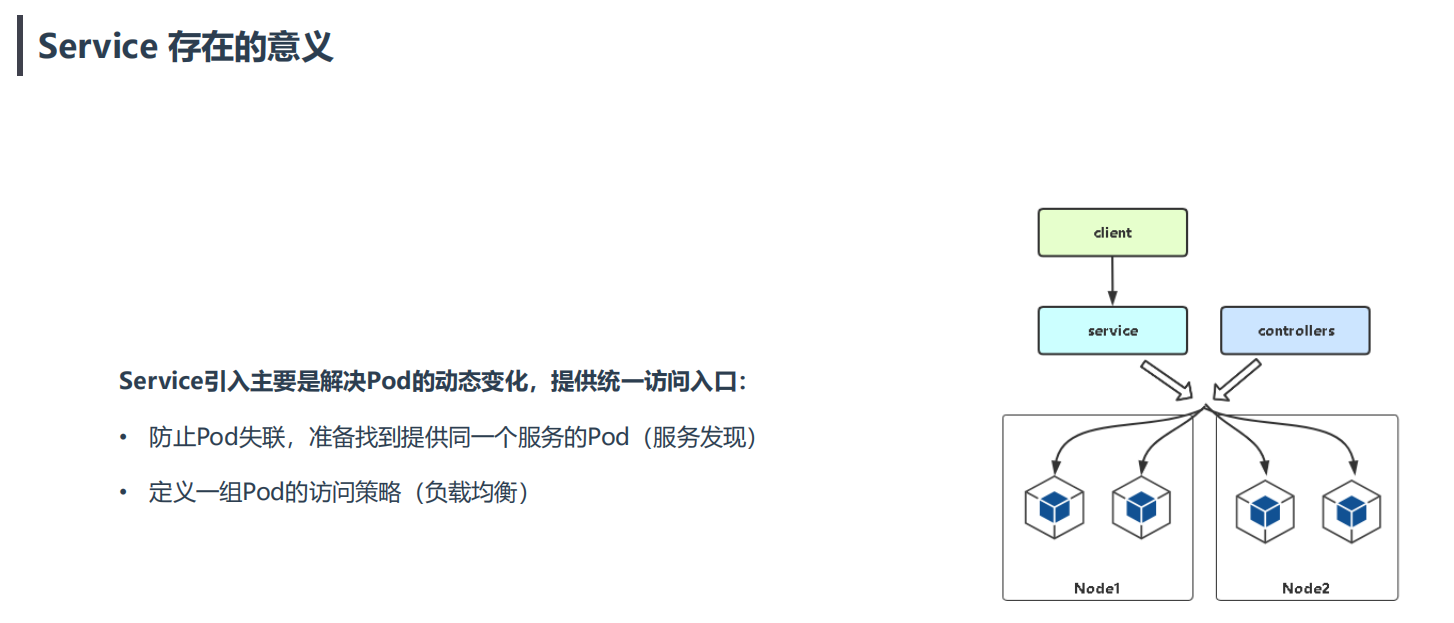 Service 存在的意义
Service引入主要是解决Pod的动态变化，提供统一访问入口：
• 防止Pod失联，准备找到提供同一个服务的Pod（服务发现）
• 定义一组Pod的访问策略（负载均衡）
client
service
controllers
Node1
Node2